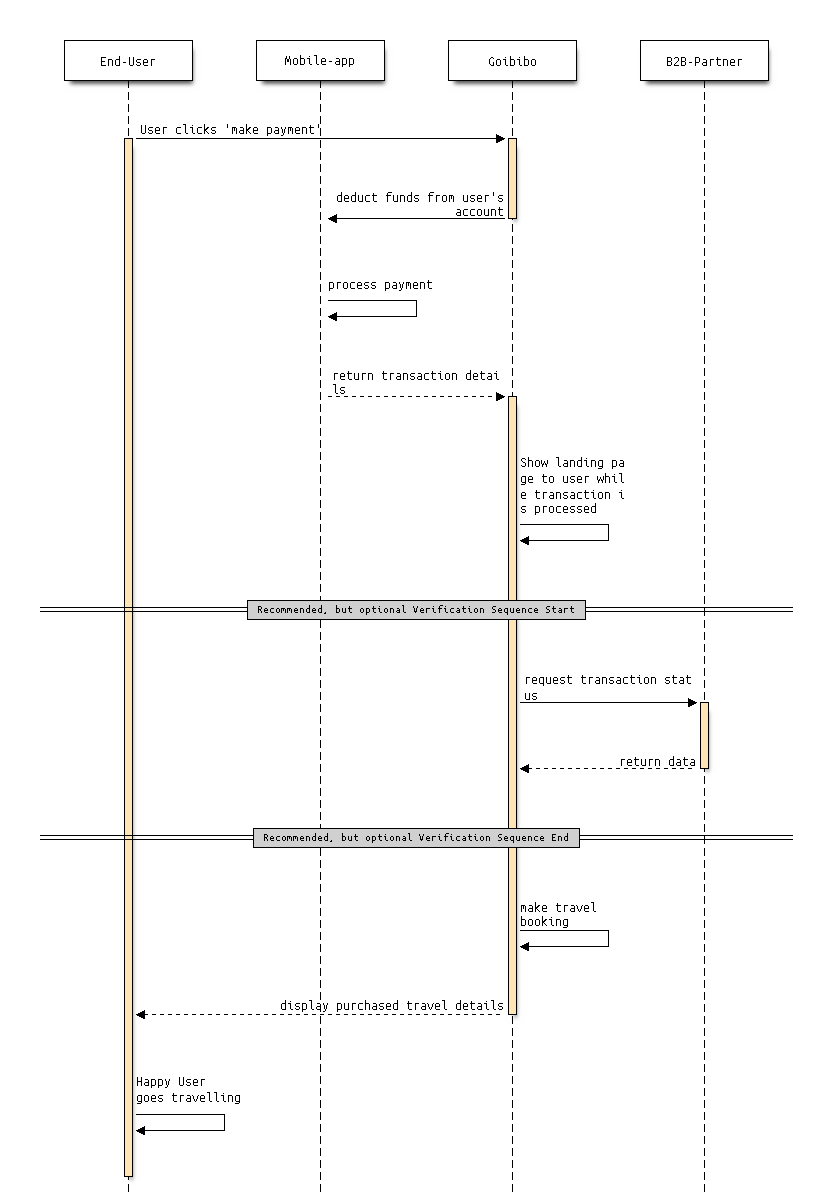 End-User
Mobile-app
Goibibo
B2B-Partner
User clicks 'make payment'
deduct funds from user's
account
process payment
return transaction detai
ls
Show landing pa
ge to user whil
e transaction i
s processed
Recommended, but optional Verification Sequence Start
request transaction stat
us
return data
Recommended, but optional Verification Sequence End
make travel
booking
display purchased travel details
Happy User
goes travelling